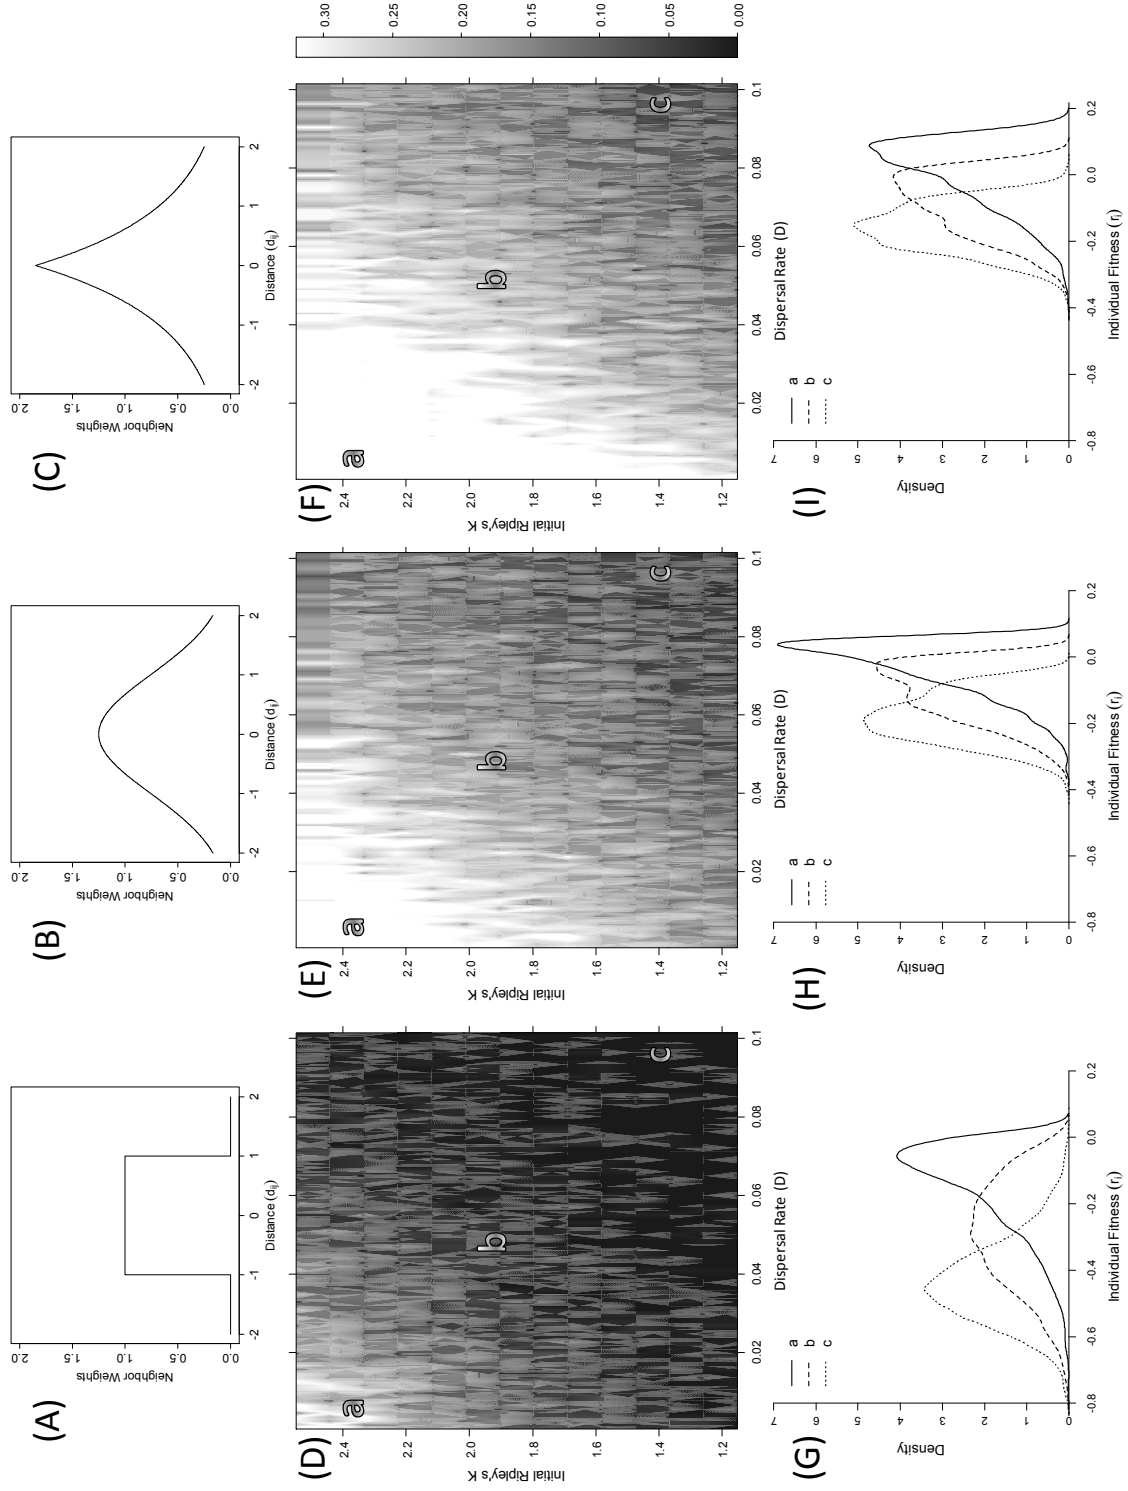 (A)
Neighbor Weights
2.0
1.5
1.0
0.5
0.0
-2 -1 0 1 2
Distance (dij)
(B)
Neighbor Weights
2.0
1.5
1.0
0.5
0.0
-2 -1 0 1 2
Distance (dij)
(C)
Neighbor Weights
2.0
1.5
1.0
0.5
0.0
-2 -1 0 1 2
Distance (dij)
(D)
Initial Ripley's K
2.4
2.2
2.0
1.8
1.6
1.4
1.2
a
b
c
0.02 0.04 0.06 0.08 0.1
Dispersal Rate (D)
(E)
Initial Ripley's K
2.4
2.2
2.0
1.8
1.6
1.4
1.2
a
b
c
0.02 0.04 0.06 0.08 0.1
Dispersal Rate (D)
(F)
Initial Ripley's K
2.4
2.2
2.0
1.8
1.6
1.4
1.2
a
b
c
0.02 0.04 0.06 0.08 0.1
Dispersal Rate (D)
0.30
0.25
0.20
0.15
0.10
0.05
0.00
(G)
Density
7
6
5
4
3
2
1
0
a
b
c
-0.8 -0.6 -0.4 -0.2 0.0 0.2
Individual Fitness (ri)
(H)
Density
7
6
5
4
3
2
1
0
a
b
c
-0.8 -0.6 -0.4 -0.2 0.0 0.2
Individual Fitness (ri)
(I)
Density
7
6
5
4
3
2
1
0
a
b
c
-0.8 -0.6 -0.4 -0.2 0.0 0.2
Individual Fitness (ri)